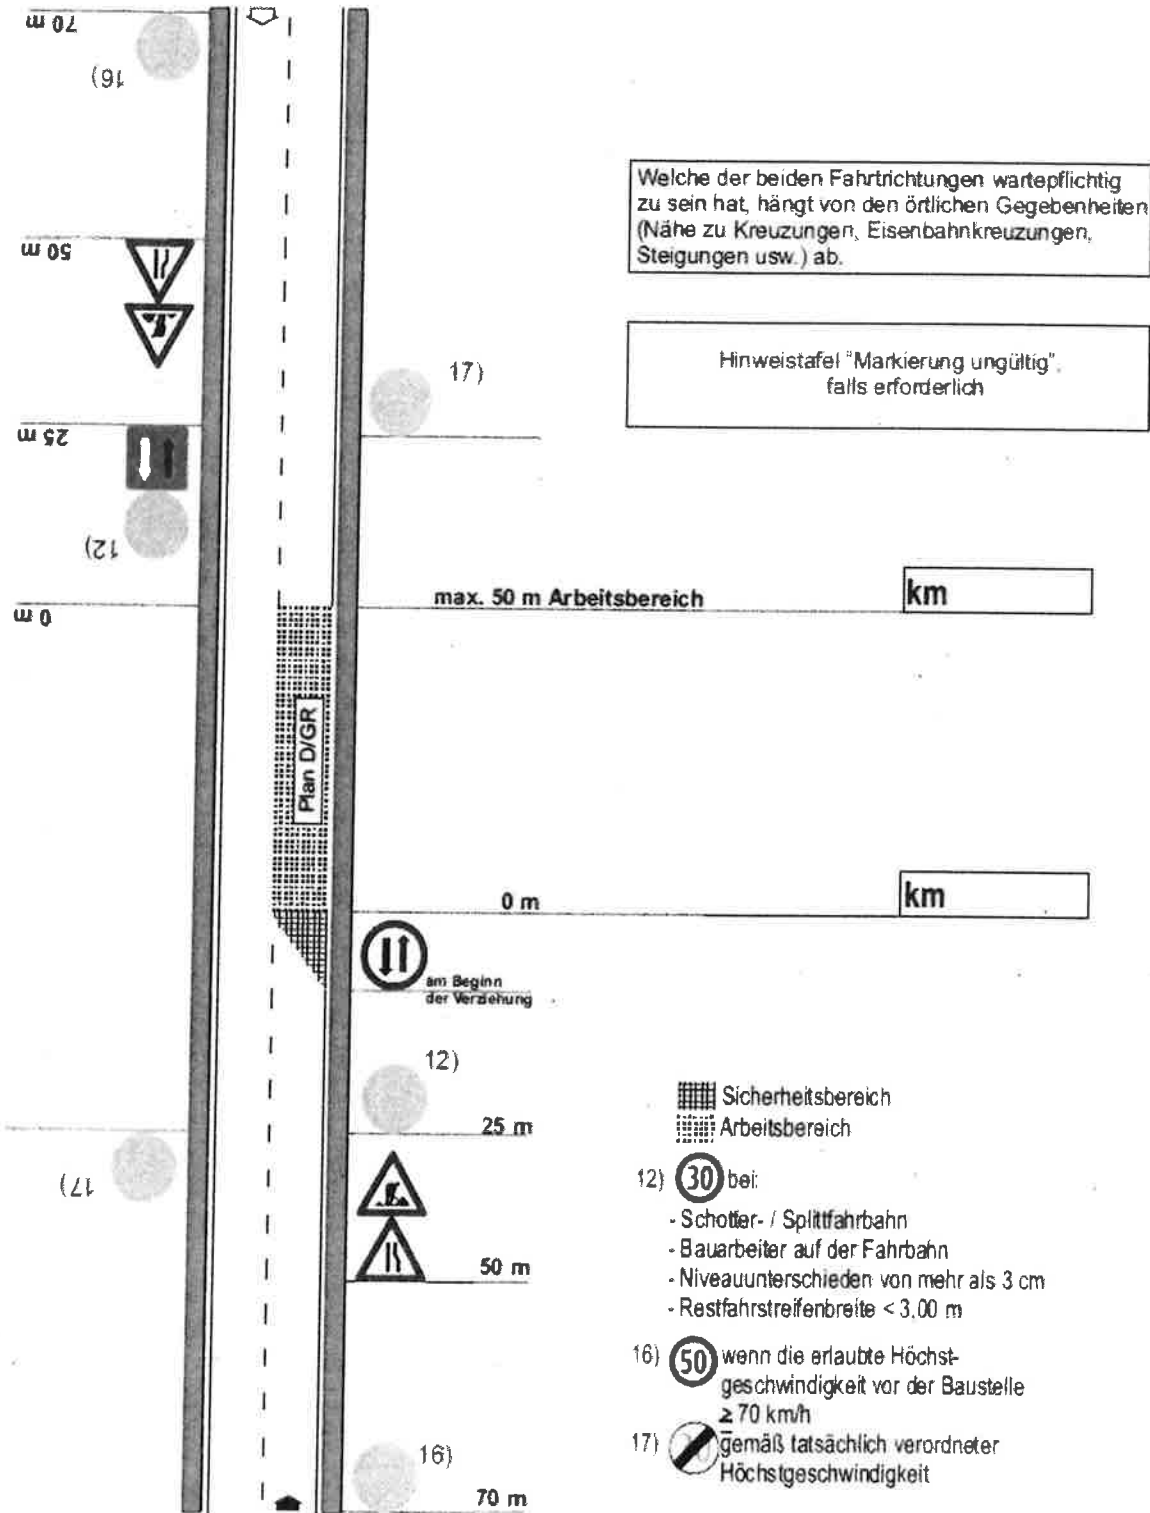 70 m
16)
Welche der beiden Fahrtrichtungen wartepflichtig
zu sein hat, hängt von den örtlichen Gegebenheiten
(Nähe zu Kreuzungen, Eisenbahnkreuzungen,
Steigungen usw.) ab.
50 m
Hinweistafel "Markierung ungültig",
falls erforderlich
17)
25 m
12)
max. 50 m Arbeitsbereich
km
0 m
Plan D/GR
0 m
km
am Beginn
der Verziehung
12)
25 m
17)
50 m
16)
70 m
Sicherheitsbereich
Arbeitsbereich
12) 30 bei:
- Schotter- / Splittfahrbahn
- Bauarbeiter auf der Fahrbahn
- Niveauunterschieden von mehr als 3 cm
- Restfahrstreifenbreite < 3,00 m
16) 50 wenn die erlaubte Höchst-
geschwindigkeit vor der Baustelle
≥ 70 km/h
17) gemäß tatsächlich verordneter
Höchstgeschwindigkeit